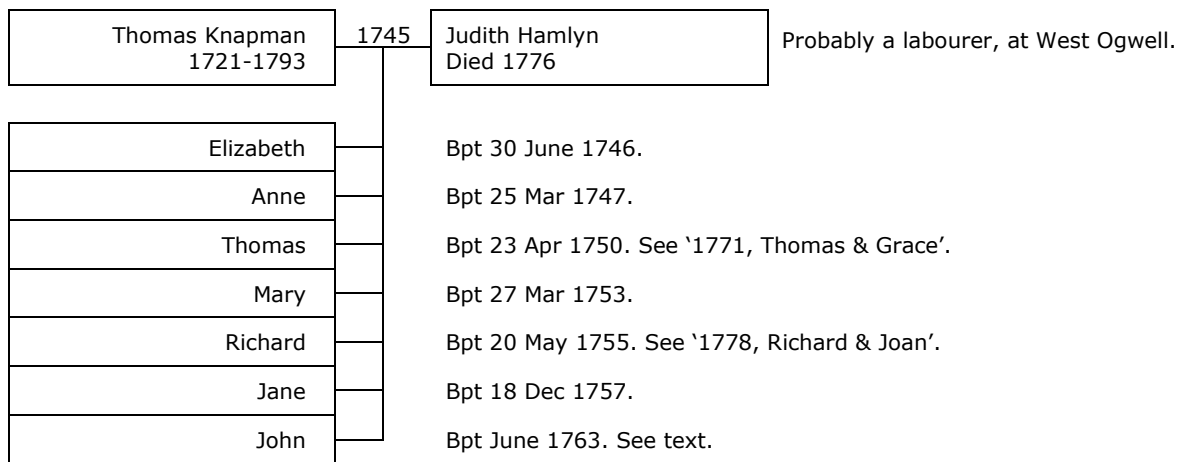 Thomas Knapman 1745 Judith Hamlyn Probably a labourer, at West Ogwell.
1721-1793 Died 1776
Elizabeth Bpt 30 June 1746.
Anne Bpt 25 Mar 1747.
Thomas Bpt 23 Apr 1750. See ‘1771, Thomas & Grace’.
Mary Bpt 27 Mar 1753.
Richard Bpt 20 May 1755. See ‘1778, Richard & Joan’.
Jane Bpt 18 Dec 1757.
John Bpt June 1763. See text.